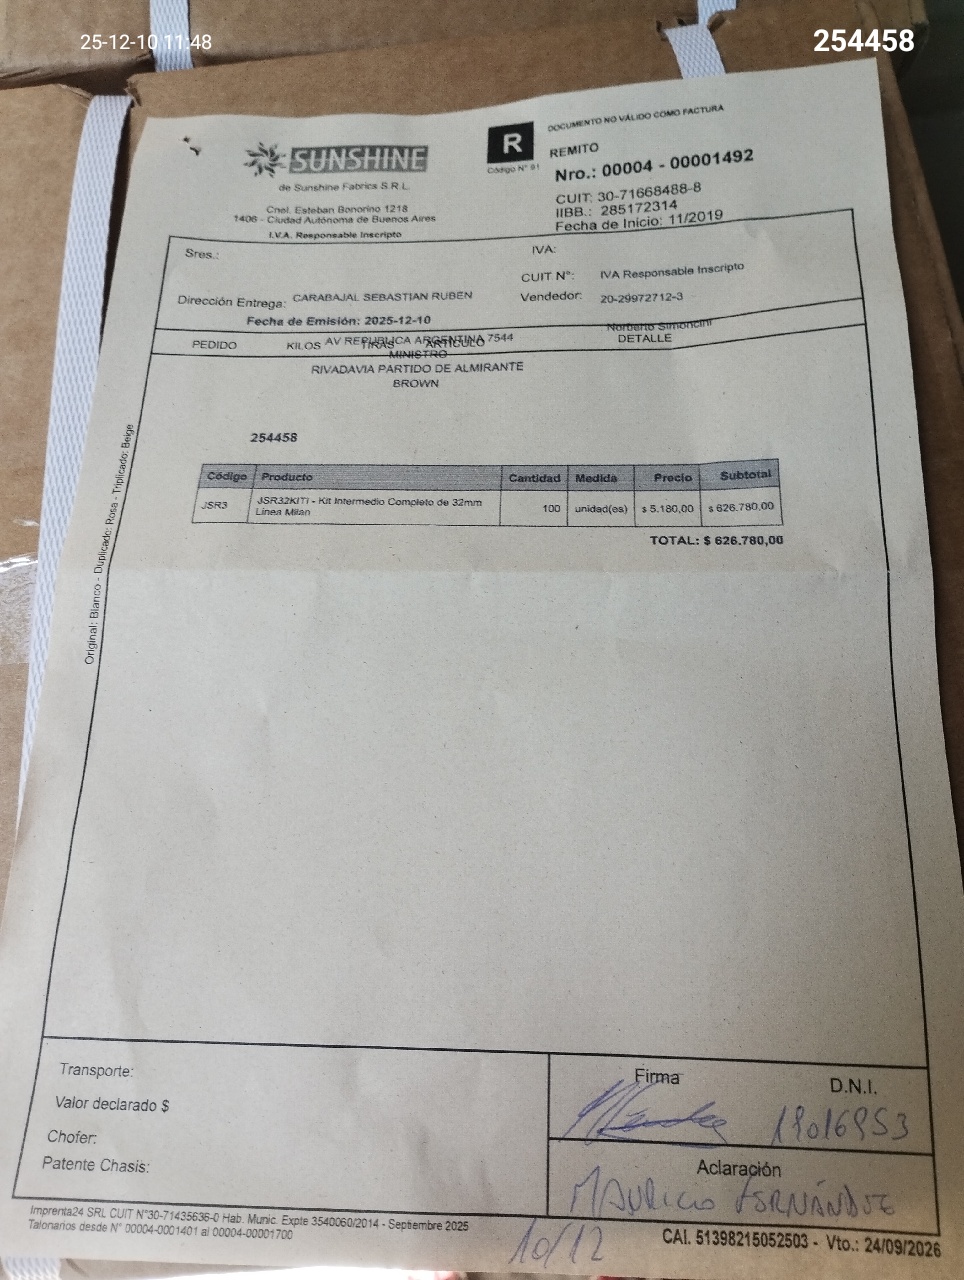 25-12-10 11:48
254458
SUNSHINE
de Sunshine Fabrics S.R.L.
Cnel. Esteban Bonorino 1218
1406 - Ciudad Autónoma de Buenos Aires
I.V.A. Responsable Inscripto
R
Código N° 91
DOCUMENTO NO VÁLIDO COMO FACTURA
REMITO
Nro.: 00004 - 00001492
CUIT: 30-71668488-8
IIBB.: 285172314
Fecha de Inicio: 11/2019
Sres.:
IVA:
CUIT N°: IVA Responsable Inscripto
Dirección Entrega: CARABAJAL SEBASTIAN RUBEN
Vendedor: 20-29972712-3
Fecha de Emisión: 2025-12-10
Norberto Simoncini
PEDIDO KILOS TIRAS ARTICULO DETALLE
AV REPUBLICA ARGENTINA 7544
MINISTRO
RIVADAVIA PARTIDO DE ALMIRANTE
BROWN
254458
Código Producto Cantidad Medida Precio Subtotal
JSR3 JSR32KITI - Kit Intermedio Completo de 32mm 100 unidad(es) $ 5.180,00 $ 626.780,00
Linea Milan
TOTAL: $ 626.780,00
Original: Blanco - Duplicado: Rosa - Triplicado: Beige
Transporte:
Valor declarado $
Chofer:
Patente Chasis:
Firma
D.N.I.
19016953
Aclaración
MAURICIO FERNÁNDEZ
10/12
Imprenta24 SRL CUIT N°30-71435636-0 Hab. Munic. Expte 3540060/2014 - Septiembre 2025
Talonarios desde N° 00004-0001401 al 00004-00001700
CAI. 51398215052503 - Vto.: 24/09/2026